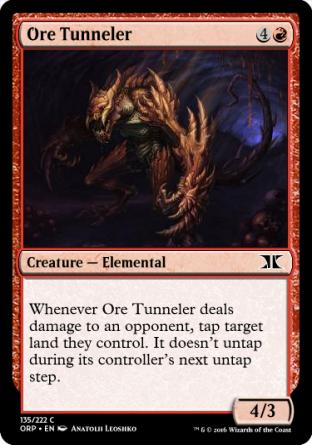 Ore Tunneler 4
Creature — Elemental
Whenever Ore Tunneler deals
damage to an opponent, tap target
land they control. It doesn't untap
during its controller's next untap
step.
4/3
135/222 C
ORP • EN Anatolii Leoshko
™ & © 2016 Wizards of the Coast